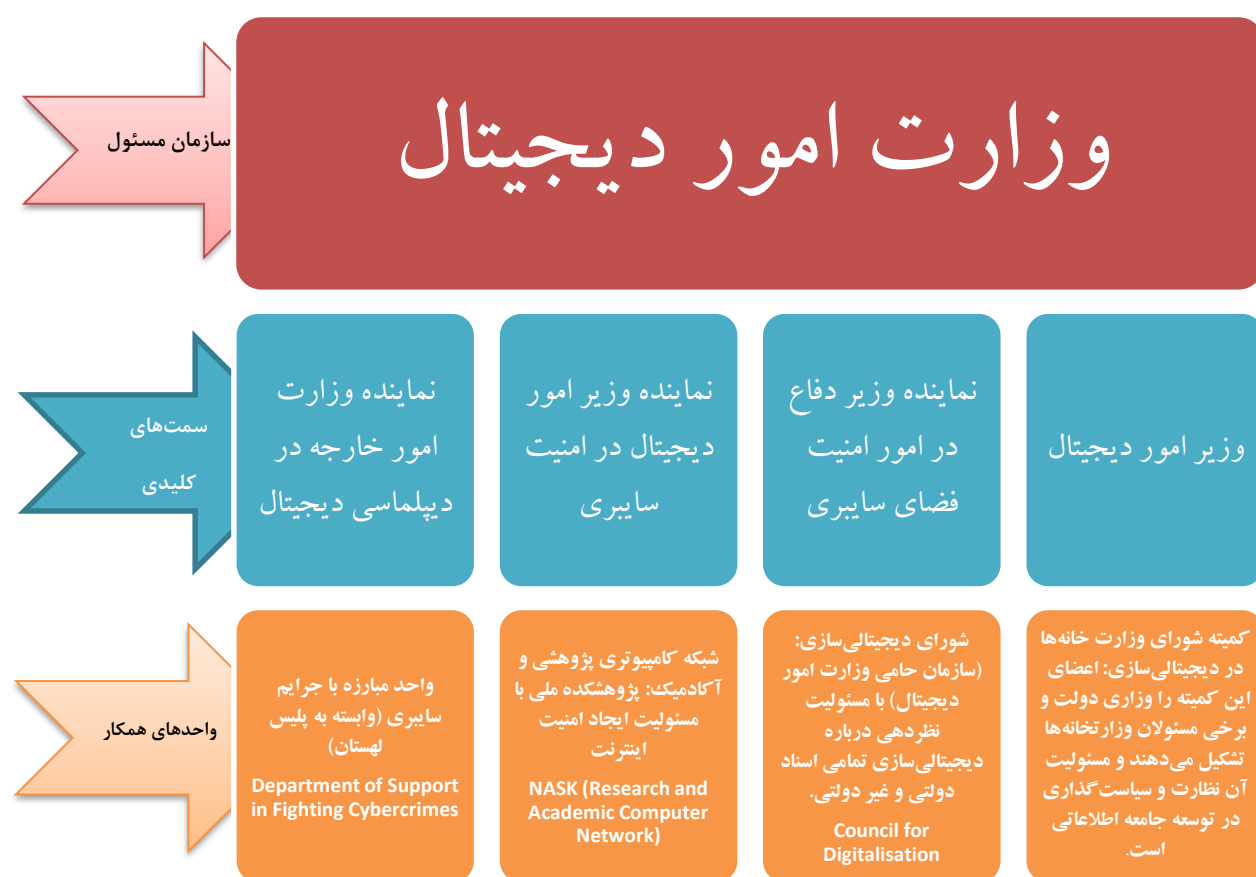 سازمان مسئول
وزارت امور دیجیتال
سمت‌های
کلیدی
وزیر امور دیجیتال
نماینده وزیر دفاع
در امور امنیت
فضای سایبری
نماینده وزیر امور
دیجیتال در امنیت
سایبری
نماینده وزارت
امور خارجه در
دیپلماسی دیجیتال
واحدهای همکار
کمیته شورای وزارت خانه‌ها
در دیجیتالی‌سازی: اعضای
این کمیته را وزاری دولت و
برخی مسئولان وزارتخانه‌ها
تشکیل می‌دهند و مسئولیت
آن نظارت و سیاست‌گذاری
در توسعه جامعه اطلاعاتی
است.
شورای دیجیتالی‌سازی:
(سازمان حامی وزارت امور
دیجیتال) با مسئولیت
نظردهی درباره
دیجیتالی‌سازی تمامی اسناد
دولتی و غیر دولتی.
Council for
Digitalisation
شبکه کامپیوتری پژوهشی و
آکادمیک: پژوهشکده ملی با
مسئولیت ایجاد امنیت
اینترنت
NASK (Research and
Academic Computer
Network)
واحد مبارزه با جرایم
سایبری (وابسته به پلیس
لهستان)
Department of Support
in Fighting Cybercrimes